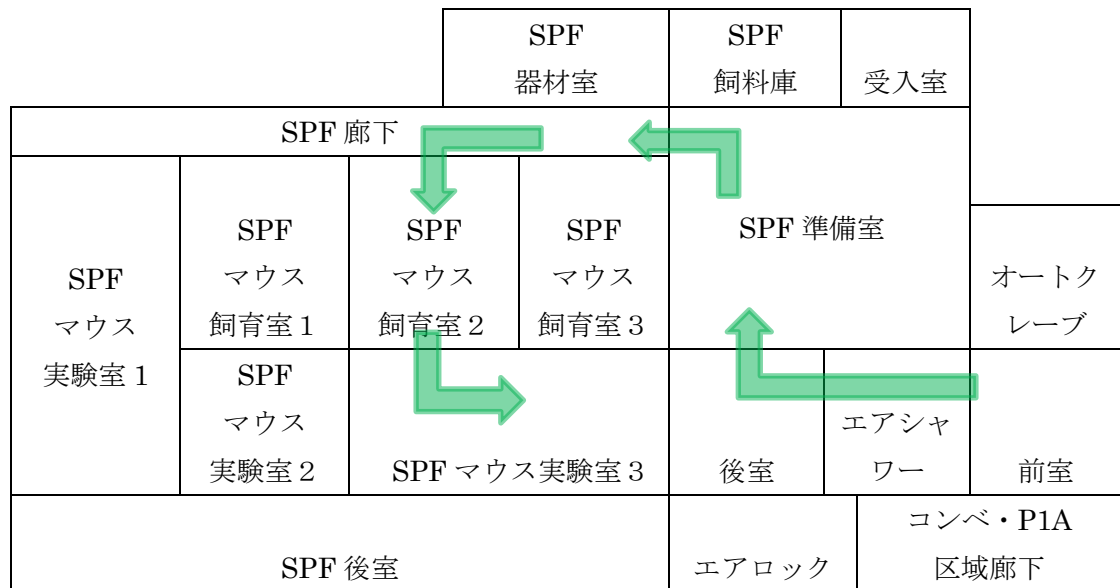 SPF
器材室
SPF
飼料庫
受入室
SPF 廊下
SPF
マウス
実験室１
SPF
マウス
飼育室１
SPF
マウス
飼育室２
SPF
マウス
飼育室３
SPF 準備室
オートク
レーブ
SPF
マウス
実験室２
SPF マウス実験室３
後室
エアシャ
ワー
前室
SPF 後室
エアロック
コンベ・P1A
区域廊下